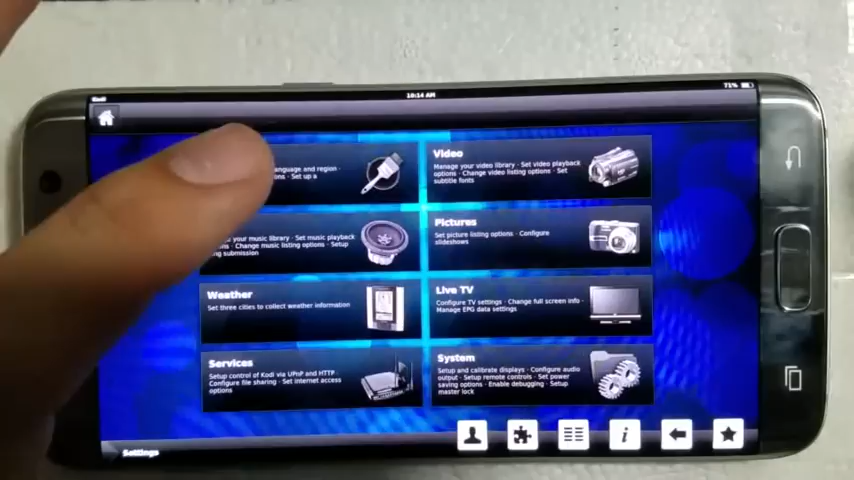 10:14 AM
71%
anguage and region ·
Set up a
Video
Manage your video library · Set video playback
options · Change video listing options · Set
subtitle fonts
your music library · Set music playback
Change music listing options · Setup
submission
Pictures
Set picture listing options · Configure
slideshows
Weather
Set three cities to collect weather information
Live TV
Configure TV settings · Change full screen info ·
Manage EPG data settings
Services
Setup control of Kodi via UPnP and HTTP ·
Configure file sharing · Set internet access
options
System
Setup and calibrate displays · Configure audio
output · Setup remote controls · Set power
saving options · Enable debugging · Setup
master lock
Settings